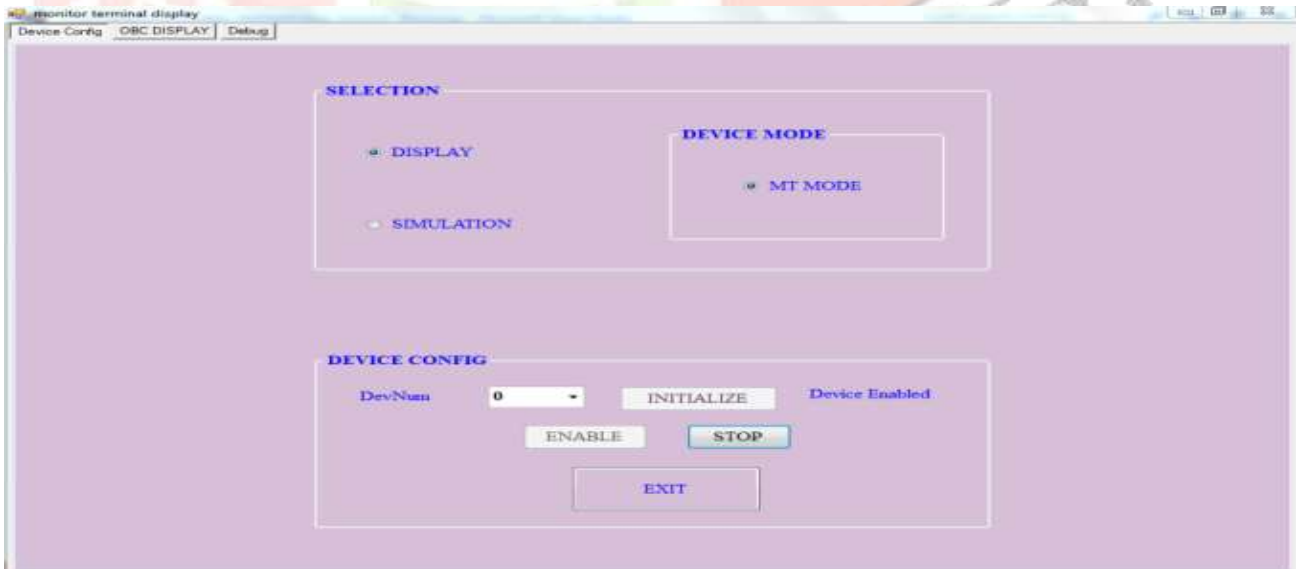 monitor terminal display
Device Config OBC DISPLAY Debug
SELECTION
DEVICE MODE
DISPLAY
MT MODE
SIMULATION
DEVICE CONFIG
DevNum 0 INITIALIZE Device Enabled
ENABLE STOP
EXIT